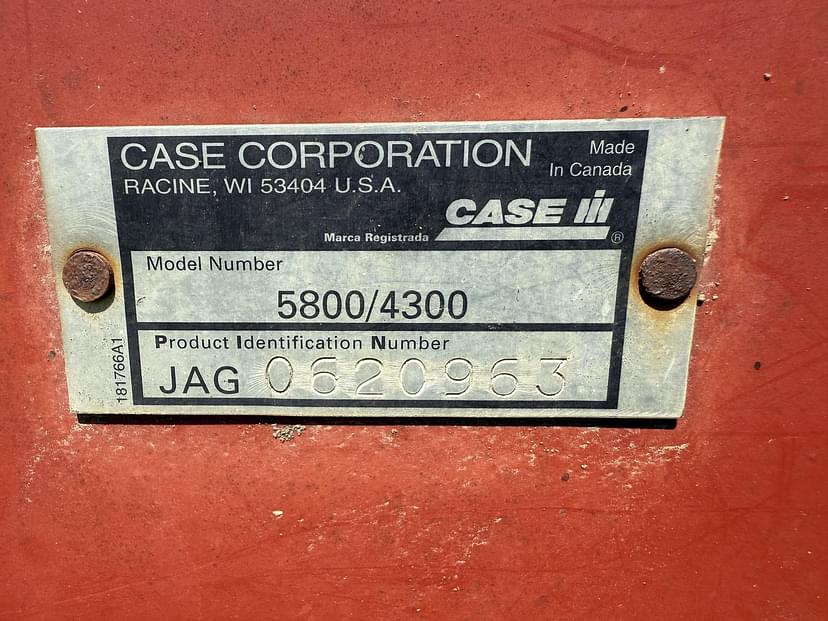 CASE CORPORATION
RACINE, WI 53404 U.S.A.
Made
In Canada
CASE IH
Marca Registrada ®
Model Number
5800/4300
Product Identification Number
JAG 0620963
181766A1